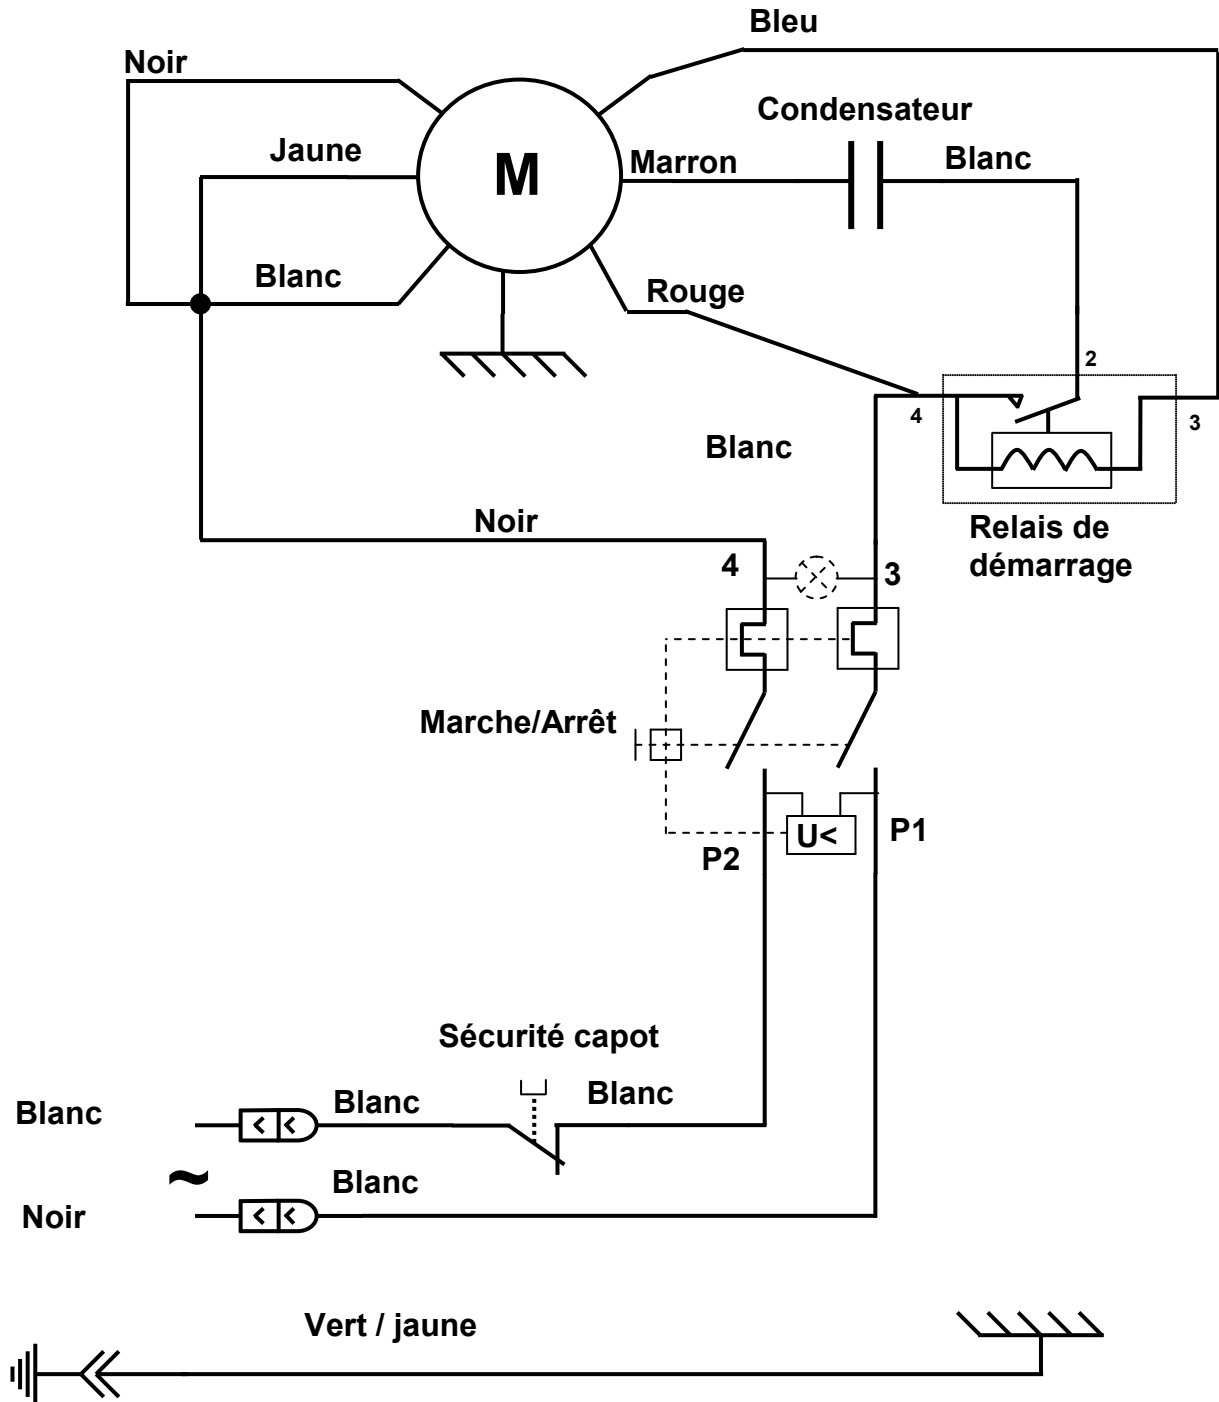 Bleu
Noir
Condensateur
Jaune
M
Marron
Blanc
Blanc
Rouge
2
4
3
Blanc
Noir
Relais de
démarrage
4
3
Marche/Arrêt
U<
P1
P2
Sécurité capot
Blanc
Blanc
Blanc
~
Blanc
Noir
Vert / jaune